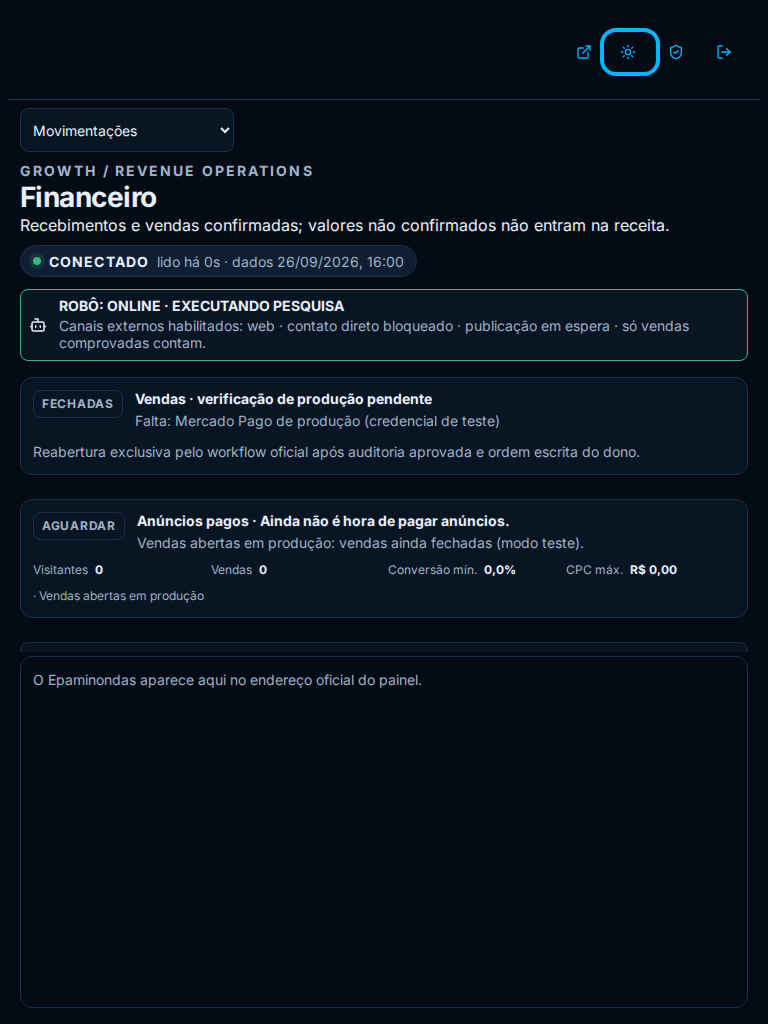 Movimentações
GROWTH / REVENUE OPERATIONS
Financeiro
Recebimentos e vendas confirmadas; valores não confirmados não entram na receita.
CONECTADO lido há 0s · dados 26/09/2026, 16:00
ROBÔ: ONLINE · EXECUTANDO PESQUISA
Canais externos habilitados: web · contato direto bloqueado · publicação em espera · só vendas
comprovadas contam.
FECHADAS Vendas · verificação de produção pendente
Falta: Mercado Pago de produção (credencial de teste)
Reabertura exclusiva pelo workflow oficial após auditoria aprovada e ordem escrita do dono.
AGUARDAR Anúncios pagos · Ainda não é hora de pagar anúncios.
Vendas abertas em produção: vendas ainda fechadas (modo teste).
Visitantes 0 Vendas 0 Conversão mín. 0,0% CPC máx. R$ 0,00
· Vendas abertas em produção
O Epaminondas aparece aqui no endereço oficial do painel.